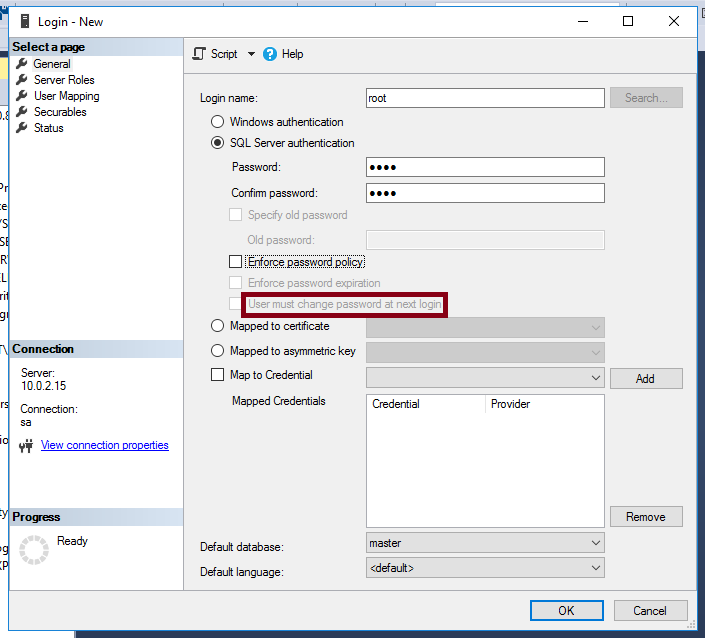 Login - New
Select a page
General
Server Roles
User Mapping
Securables
Status
Script
Help
Login name:
root
Search...
Windows authentication
SQL Server authentication
Password:
●●●●
Confirm password:
●●●●
Specify old password
Old password:
Enforce password policy
Enforce password expiration
User must change password at next login
Mapped to certificate
Mapped to asymmetric key
Map to Credential
Add
Mapped Credentials
Credential Provider
Remove
Default database:
master
Default language:
<default>
Connection
Server:
10.0.2.15
Connection:
sa
View connection properties
Progress
Ready
OK
Cancel